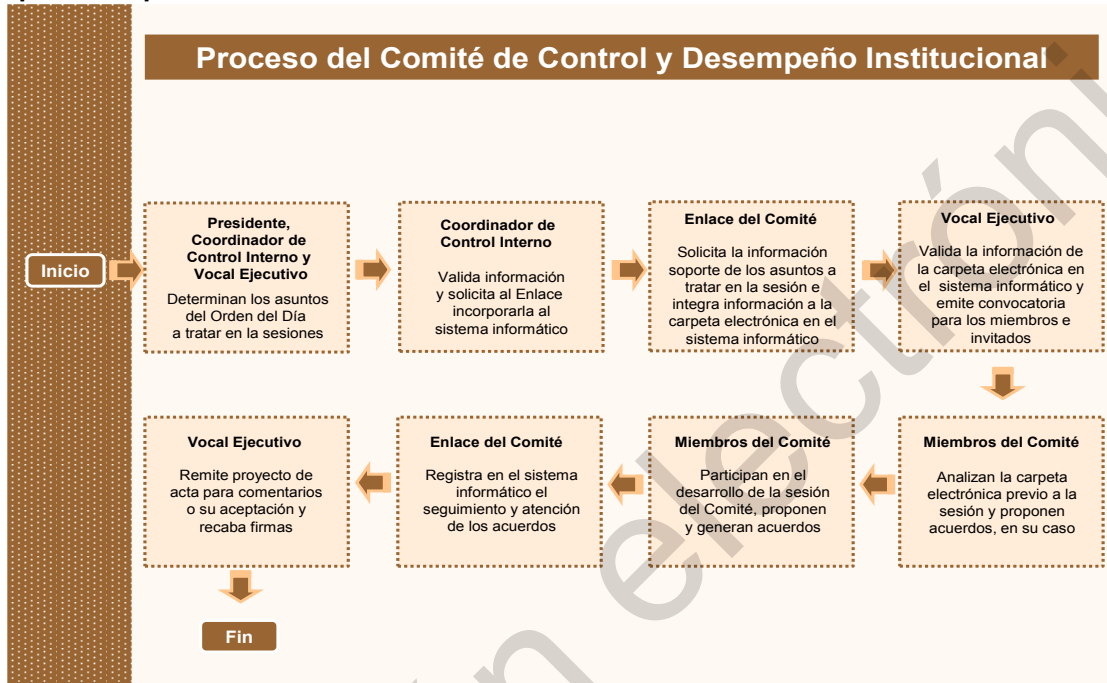 Proceso del Comité de Control y Desempeño Institucional
Inicio
Presidente,
Coordinador de
Control Interno y
Vocal Ejecutivo
Determinan los asuntos
del Orden del Día
a tratar en la sesiones
Coordinador de
Control Interno
Valida información
y solicita al Enlace
incorporarla al
sistema informático
Enlace del Comité
Solicita la información
soporte de los asuntos a
tratar en la sesión e
integra información a la
carpeta electrónica en el
sistema informático
Vocal Ejecutivo
Valida la información de
la carpeta electrónica en
el sistema informático y
emite convocatoria
para los miembros e
invitados
Miembros del Comité
Analizan la carpeta
electrónica previo a la
sesión y proponen
acuerdos, en su caso
Miembros del Comité
Participan en el
desarrollo de la sesión
del Comité, proponen
y generan acuerdos
Enlace del Comité
Registra en el sistema
informático el
seguimiento y atención
de los acuerdos
Vocal Ejecutivo
Remite proyecto de
acta para comentarios
o su aceptación y
recaba firmas
Fin